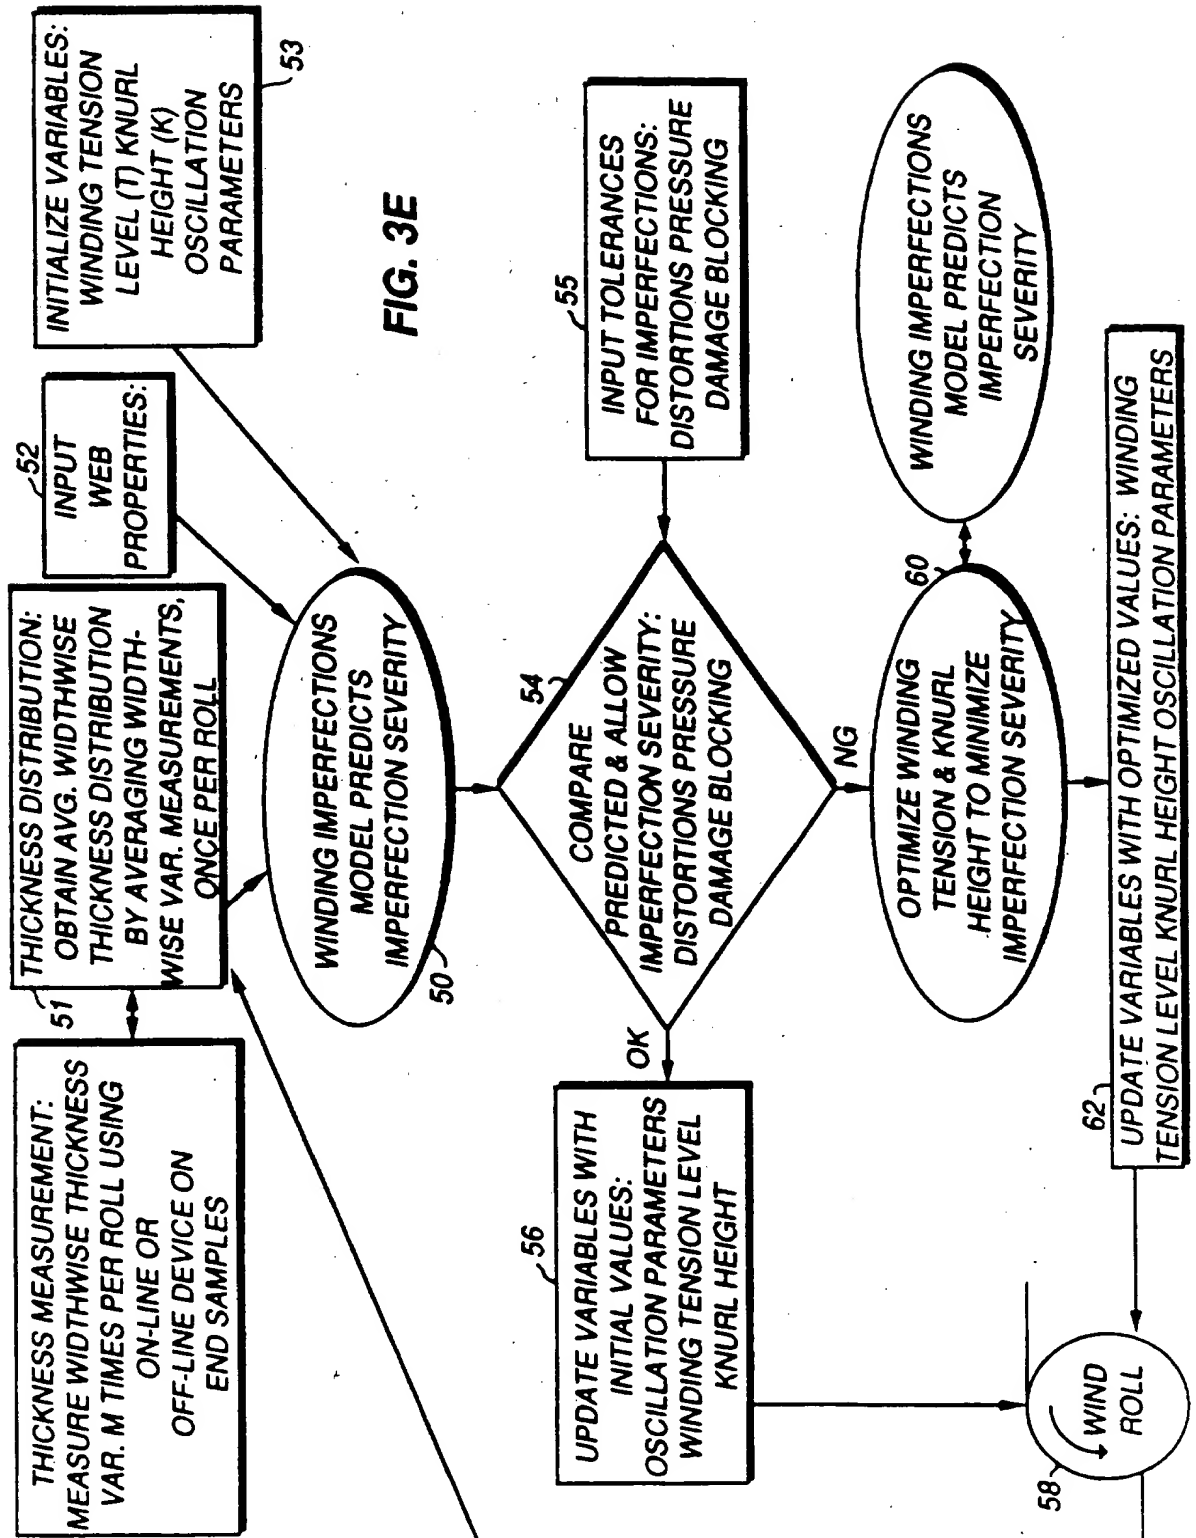 THICKNESS MEASUREMENT:
MEASURE WIDTHWISE THICKNESS
VAR. M TIMES PER ROLL USING
ON-LINE OR
OFF-LINE DEVICE ON
END SAMPLES
51
THICKNESS DISTRIBUTION:
OBTAIN AVG. WIDTHWISE
THICKNESS DISTRIBUTION
BY AVERAGING WIDTH-
WISE VAR. MEASUREMENTS,
ONCE PER ROLL
52
INPUT
WEB
PROPERTIES:
INITIALIZE VARIABLES:
WINDING TENSION
LEVEL (T) KNURL
HEIGHT (K)
OSCILLATION
PARAMETERS
53
WINDING IMPERFECTIONS
MODEL PREDICTS
IMPERFECTION SEVERITY
50
FIG. 3E
54
COMPARE
PREDICTED & ALLOW
IMPERFECTION SEVERITY:
DISTORTIONS PRESSURE
DAMAGE BLOCKING
55
INPUT TOLERANCES
FOR IMPERFECTIONS:
DISTORTIONS PRESSURE
DAMAGE BLOCKING
OK
NG
56
UPDATE VARIABLES WITH
INITIAL VALUES:
OSCILLATION PARAMETERS
WINDING TENSION LEVEL
KNURL HEIGHT
60
OPTIMIZE WINDING
TENSION & KNURL
HEIGHT TO MINIMIZE
IMPERFECTION SEVERITY
WINDING IMPERFECTIONS
MODEL PREDICTS
IMPERFECTION
SEVERITY
62
UPDATE VARIABLES WITH OPTIMIZED VALUES: WINDING
TENSION LEVEL KNURL HEIGHT OSCILLATION PARAMETERS
WIND
ROLL
58